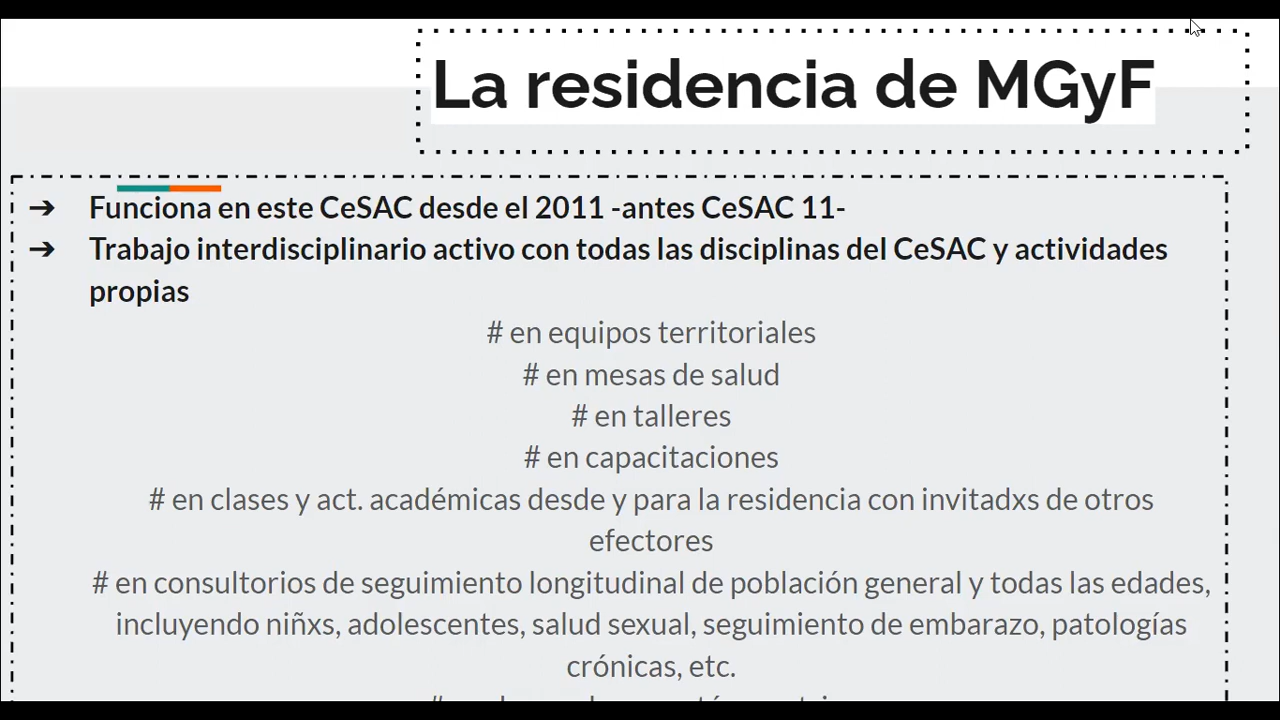 La residencia de MGyF
➔ Funciona en este CeSAC desde el 2011 -antes CeSAC 11-
➔ Trabajo interdisciplinario activo con todas las disciplinas del CeSAC y actividades
propias
# en equipos territoriales
# en mesas de salud
# en talleres
# en capacitaciones
# en clases y act. académicas desde y para la residencia con invitadxs de otros
efectores
# en consultorios de seguimiento longitudinal de población general y todas las edades,
incluyendo niñxs, adolescentes, salud sexual, seguimiento de embarazo, patologías
crónicas, etc.